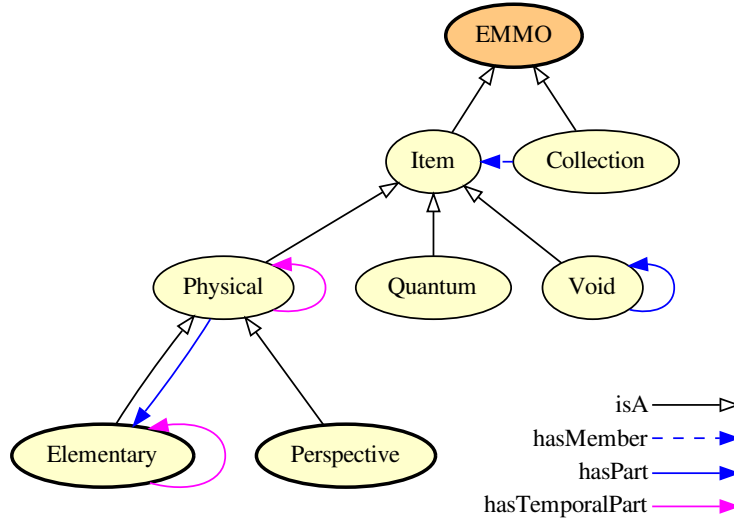 EMMO
Item
Collection
Physical
Quantum
Void
Elementary
Perspective
isA
hasMember
hasPart
hasTemporalPart